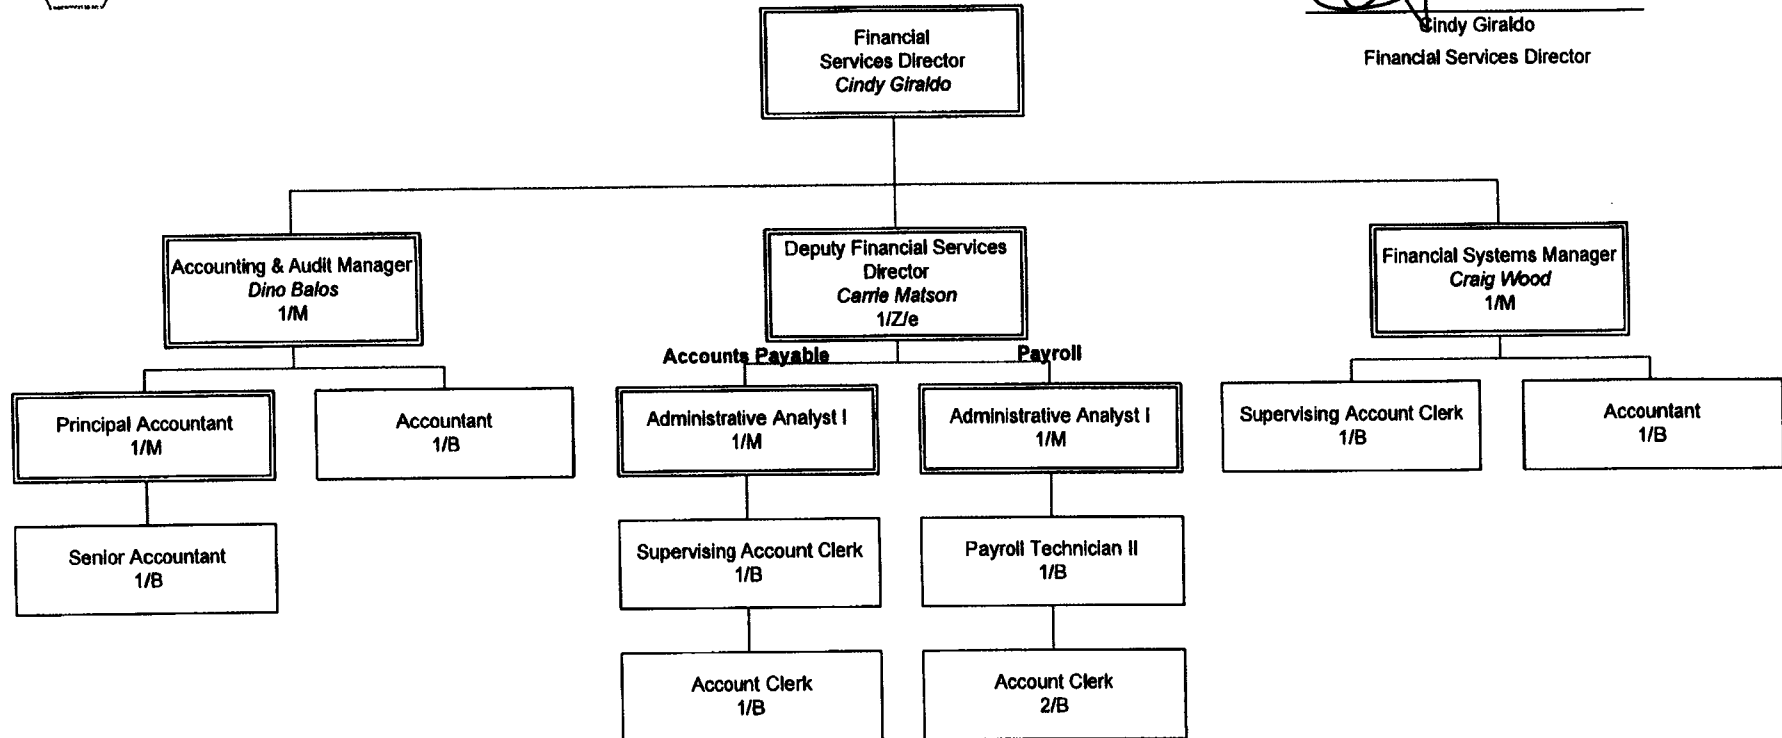 Cindy Giraldo
Financial Services Director
Financial
Services Director
Cindy Giraldo
Accounting & Audit Manager
Dino Balos
1/M
Deputy Financial Services
Director
Carrie Matson
1/Z/e
Financial Systems Manager
Craig Wood
1/M
Accounts Payable
Payroll
Principal Accountant
1/M
Accountant
1/B
Administrative Analyst I
1/M
Administrative Analyst I
1/M
Supervising Account Clerk
1/B
Accountant
1/B
Senior Accountant
1/B
Supervising Account Clerk
1/B
Payroll Technician II
1/B
Account Clerk
1/B
Account Clerk
2/B